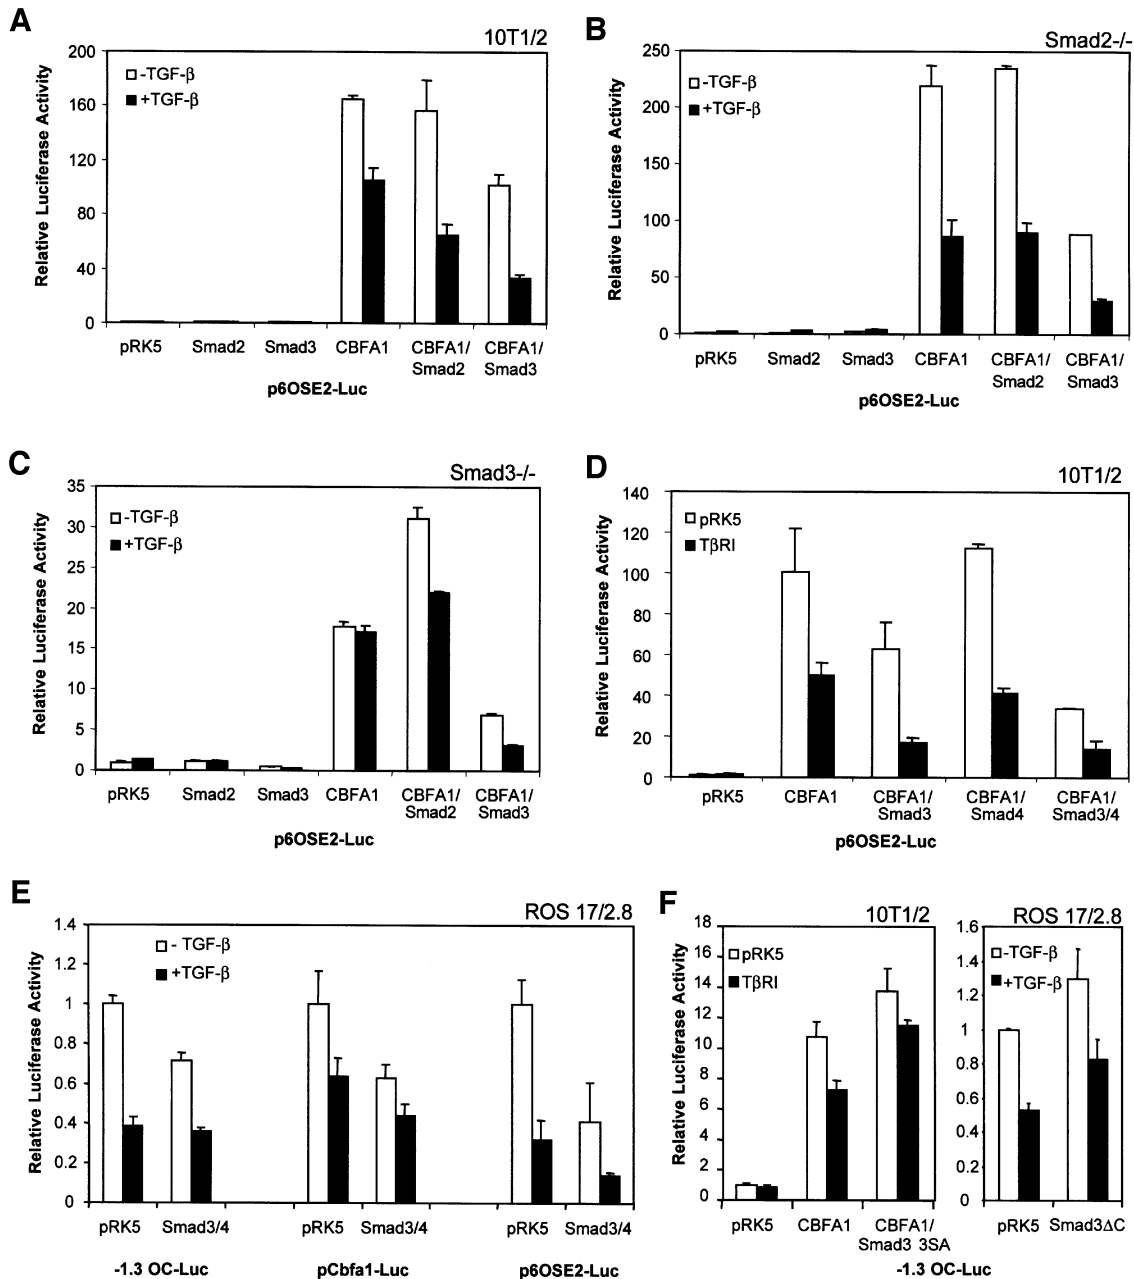 A
10T1/2
Relative Luciferase Activity
200
160
120
80
40
0
-TGF-β
+TGF-β
pRK5 Smad2 Smad3 CBFA1 CBFA1/ CBFA1/
Smad2 Smad3
p6OSE2-Luc
B
Smad2-/-
Relative Luciferase Activity
250
200
150
100
50
0
-TGF-β
+TGF-β
pRK5 Smad2 Smad3 CBFA1 CBFA1/ CBFA1/
Smad2 Smad3
p6OSE2-Luc
C
Smad3-/-
Relative Luciferase Activity
35
30
25
20
15
10
5
0
-TGF-β
+TGF-β
pRK5 Smad2 Smad3 CBFA1 CBFA1/ CBFA1/
Smad2 Smad3
p6OSE2-Luc
D
10T1/2
Relative Luciferase Activity
140
120
100
80
60
40
20
0
pRK5
TβRI
pRK5 CBFA1 CBFA1/ CBFA1/ CBFA1/
Smad3 Smad4 Smad3/4
p6OSE2-Luc
E
ROS 17/2.8
Relative Luciferase Activity
1.4
1.2
1
0.8
0.6
0.4
0.2
0
- TGF-β
+TGF-β
pRK5 Smad3/4 pRK5 Smad3/4 pRK5 Smad3/4
-1.3 OC-Luc pCbfa1-Luc p6OSE2-Luc
F
10T1/2
Relative Luciferase Activity
18
16
14
12
10
8
6
4
2
0
pRK5
TβRI
pRK5 CBFA1 CBFA1/
Smad3 3SA
ROS 17/2.8
1.6
1.4
1.2
1
0.8
0.6
0.4
0.2
0
-TGF-β
+TGF-β
pRK5 Smad3ΔC
-1.3 OC-Luc